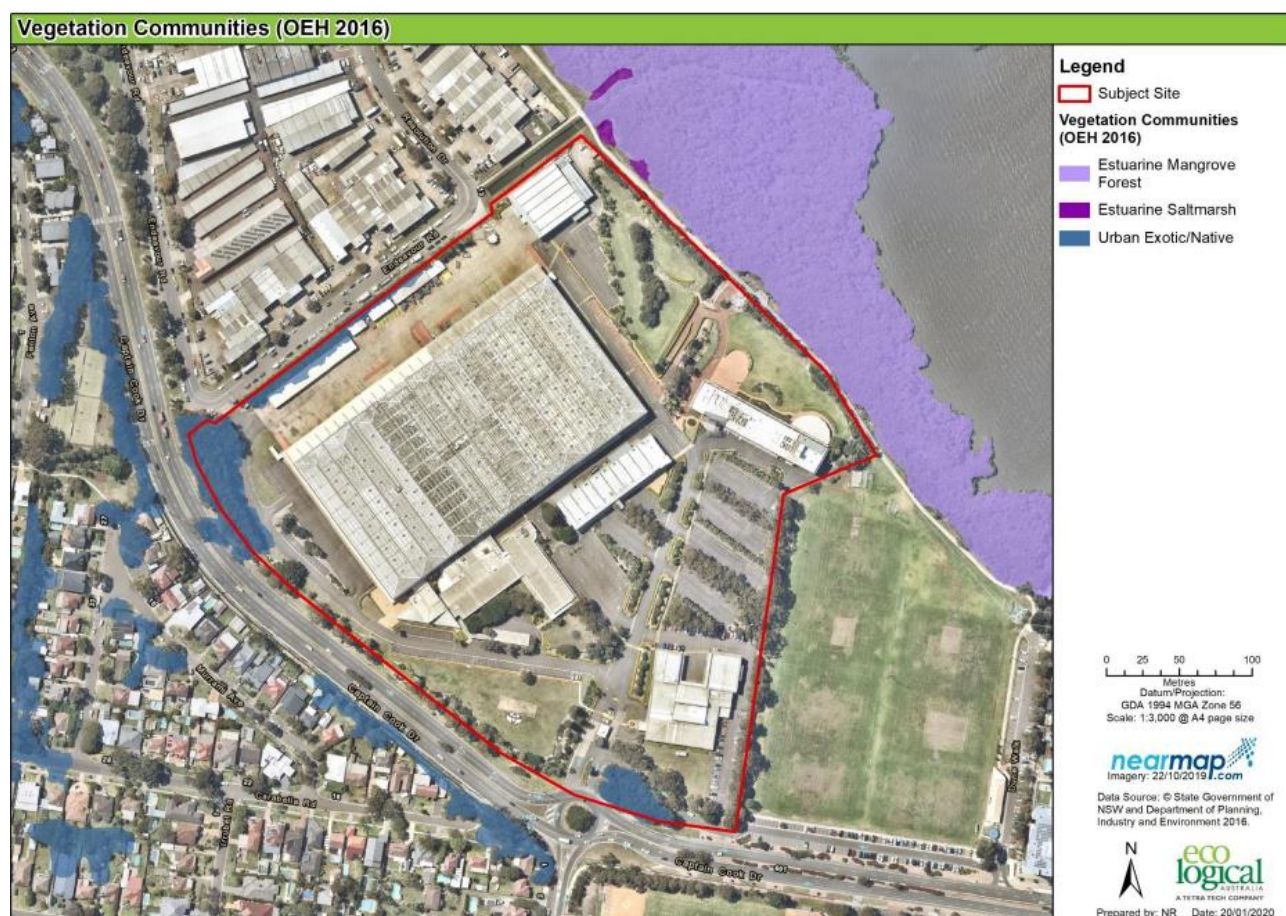 Vegetation Communities (OEH 2016)
Legend
Subject Site
Vegetation Communities
(OEH 2016)
Estuarine Mangrove
Forest
Estuarine Saltmarsh
Urban Exotic/Native
0 25 50 100
Metres
Datum/Projection:
GDA 1994 MGA Zone 56
Scale: 1:3,000 @ A4 page size
nearmap
.com
Imagery: 22/10/2019
Data Source: © State Government of
NSW and Department of Planning,
Industry and Environment 2016.
N
eco
logical
AUSTRALIA
A TETRA TECH COMPANY
Prepared by: NR Date: 20/01/2020
Endeavour Rd
Endeavour Rd
Captain Cook Dr
Captain Cook Dr
Captain Cook Dr
Carabella Rd